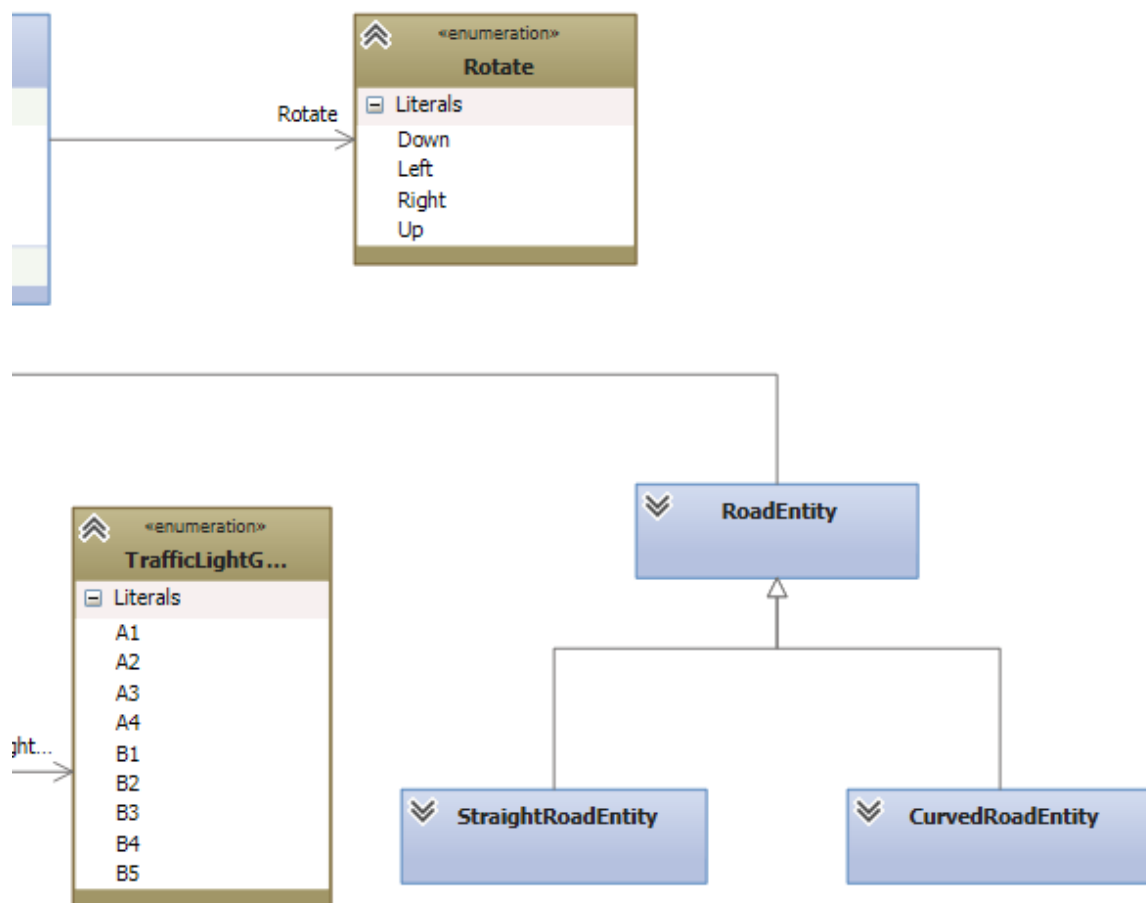 «enumeration»
Rotate
Rotate
Literals
Down
Left
Right
Up
RoadEntity
«enumeration»
TrafficLightG...
Literals
A1
A2
A3
A4
B1
ght...
B2
B3
B4
B5
StraightRoadEntity
CurvedRoadEntity